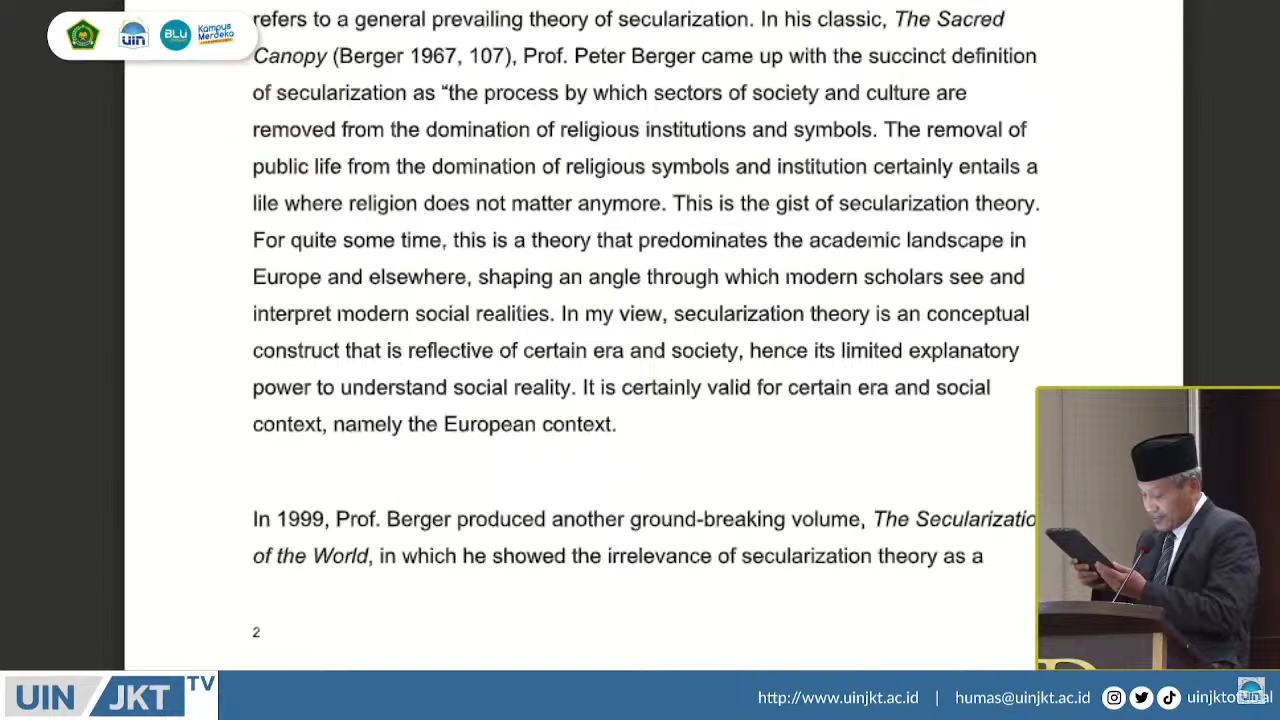 uin
BLU
Kampus
Merdeka
refers to a general prevailing theory of secularization. In his classic, The Sacred
Canopy (Berger 1967, 107), Prof. Peter Berger came up with the succinct definition
of secularization as “the process by which sectors of society and culture are
removed from the domination of religious institutions and symbols. The removal of
public life from the domination of religious symbols and institution certainly entails a
lile where religion does not matter anymore. This is the gist of secularization theory.
For quite some time, this is a theory that predominates the academic landscape in
Europe and elsewhere, shaping an angle through which modern scholars see and
interpret modern social realities. In my view, secularization theory is an conceptual
construct that is reflective of certain era and society, hence its limited explanatory
power to understand social reality. It is certainly valid for certain era and social
context, namely the European context.
In 1999, Prof. Berger produced another ground-breaking volume, The Secularizatio
of the World, in which he showed the irrelevance of secularization theory as a
2
UIN JKT TV
http://www.uinjkt.ac.id | humas@uinjkt.ac.id